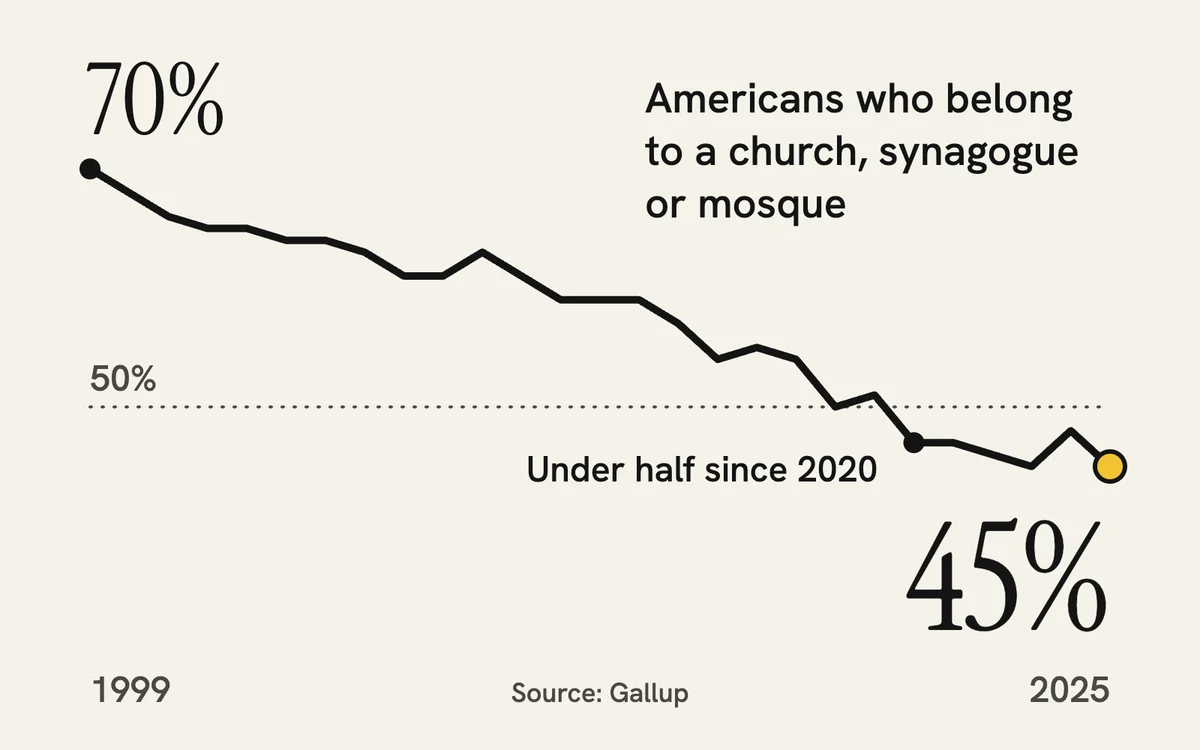 70%
Americans who belong
to a church, synagogue
or mosque
50%
Under half since 2020
45%
1999
Source: Gallup
2025